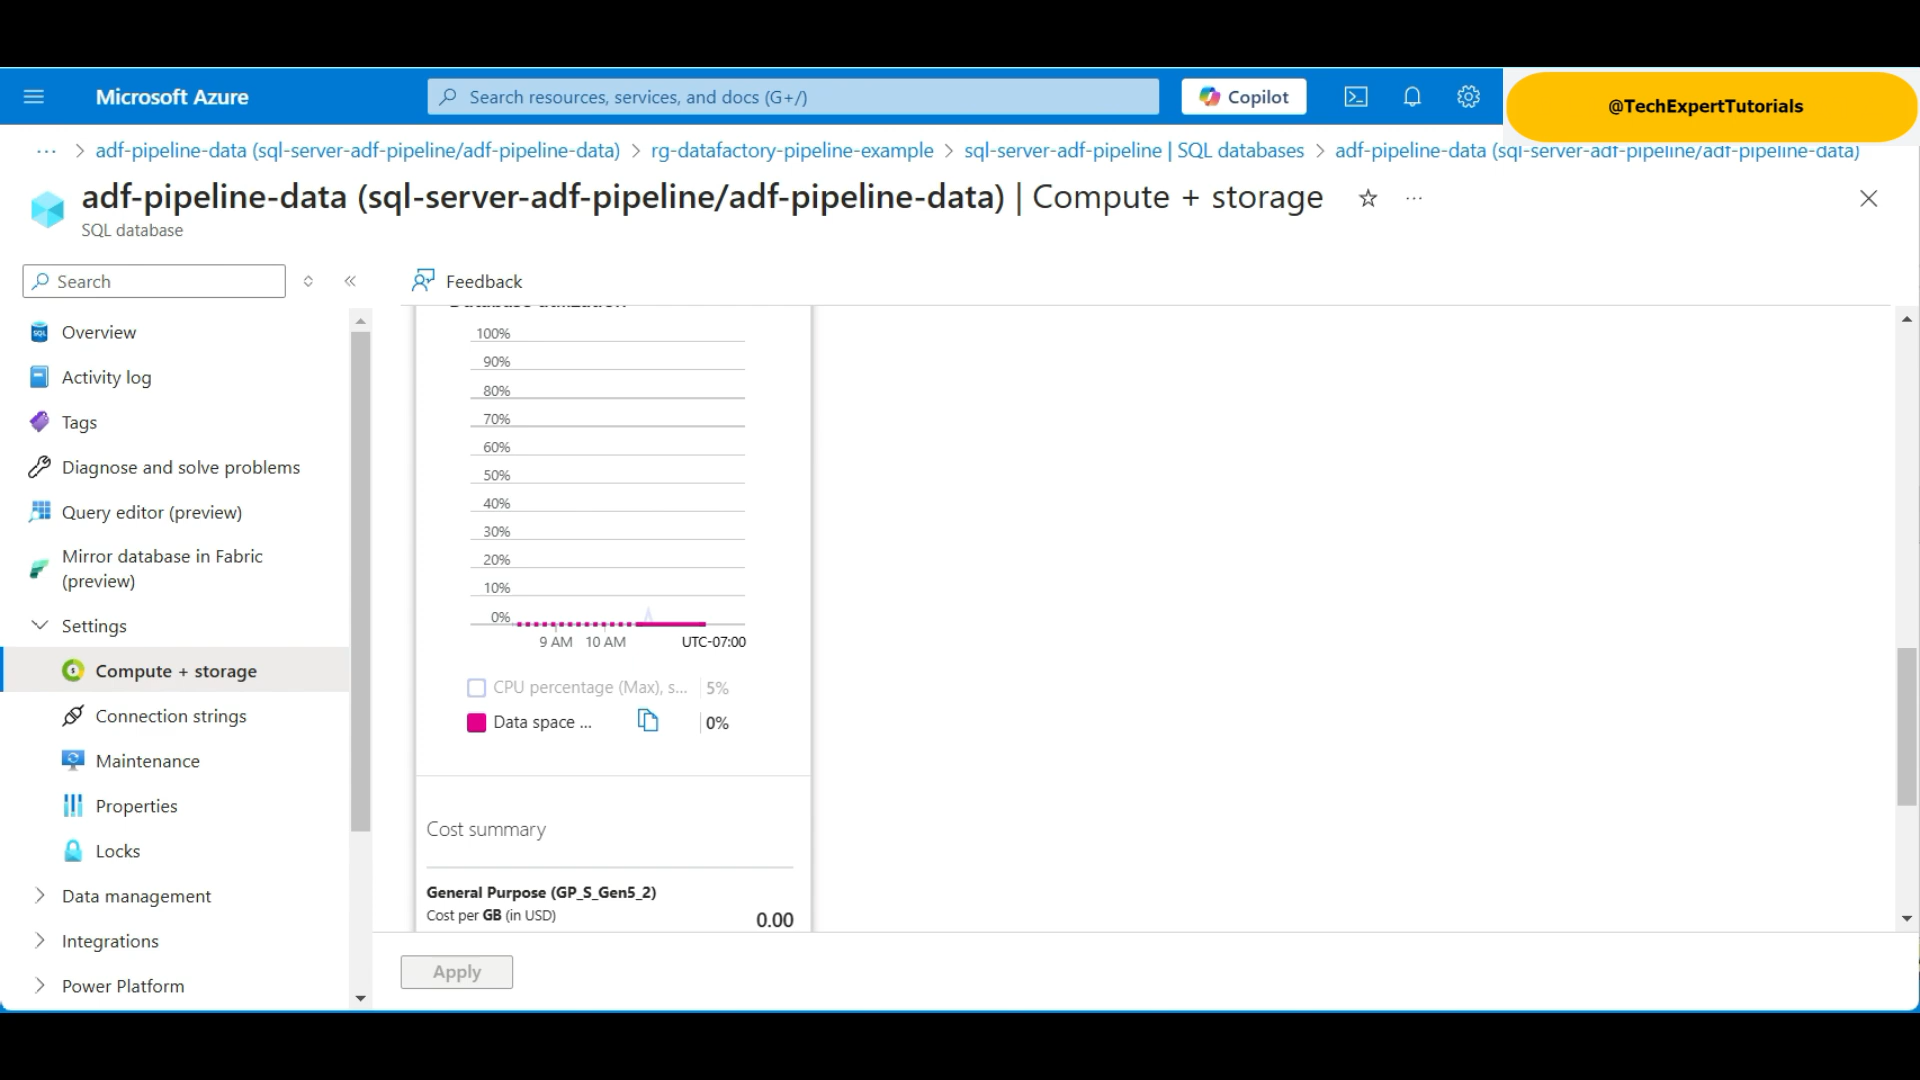 Microsoft Azure
Search resources, services, and docs (G+/)
Copilot
@TechExpertTutorials
... > adf-pipeline-data (sql-server-adf-pipeline/adf-pipeline-data) > rg-datafactory-pipeline-example > sql-server-adf-pipeline | SQL databases > adf-pipeline-data (sql-server-adf-pipeline/adf-pipeline-data)
adf-pipeline-data (sql-server-adf-pipeline/adf-pipeline-data) | Compute + storage
SQL database
Search
Feedback
Overview
Activity log
Tags
Diagnose and solve problems
Query editor (preview)
Mirror database in Fabric
(preview)
Settings
Compute + storage
Connection strings
Maintenance
Properties
Locks
Data management
Integrations
Power Platform
Database utilization
100%
90%
80%
70%
60%
50%
40%
30%
20%
10%
0%
9 AM 10 AM UTC-07:00
CPU percentage (Max), s... 5%
Data space ... 0%
Cost summary
General Purpose (GP_S_Gen5_2)
Cost per GB (in USD) 0.00
Apply